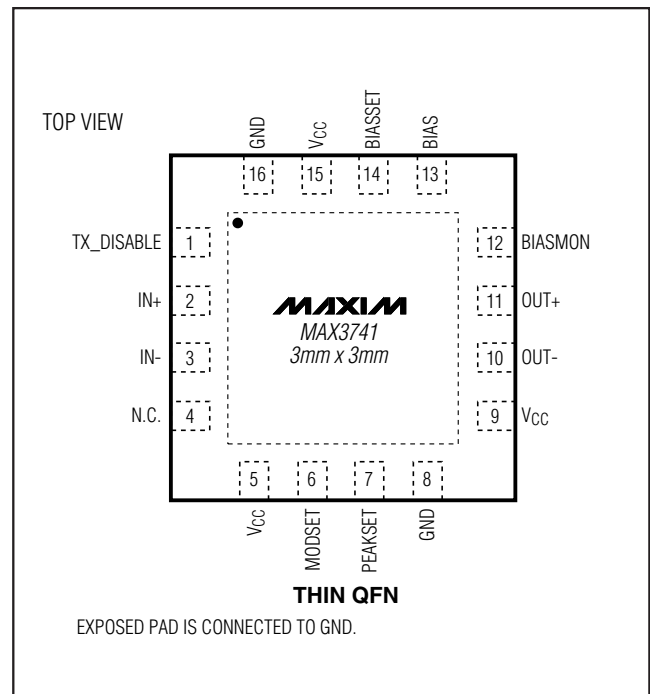 TOP VIEW
GND
VCC
BIASSET
BIAS
16
15
14
13
TX_DISABLE
1
12
BIASMON
IN+
2
11
OUT+
IN-
3
10
OUT-
N.C.
4
9
VCC
MAXIM
MAX3741
3mm x 3mm
5
6
7
8
VCC
MODSET
PEAKSET
GND
THIN QFN
EXPOSED PAD IS CONNECTED TO GND.